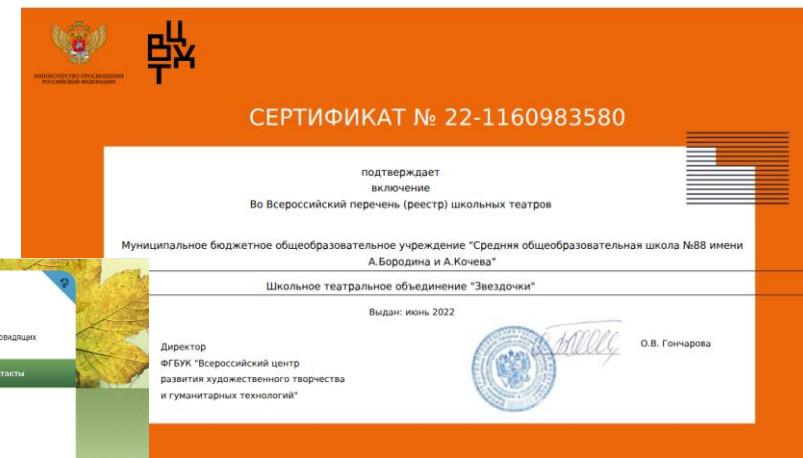 МИНИСТЕРСТВО ПРОСВЕЩЕНИЯ
РОССИЙСКОЙ ФЕДЕРАЦИИ
ВЦХТ
СЕРТИФИКАТ № 22-1160983580
подтверждает
включение
Во Всероссийский перечень (реестр) школьных театров
Муниципальное бюджетное общеобразовательное учреждение "Средняя общеобразовательная школа №88 имени
А.Бородина и А.Кочева"
Школьное театральное объединение "Звездочки"
Выдан: июнь 2022
Директор
ФГБУК "Всероссийский центр
развития художественного творчества
и гуманитарных технологий"
О.В. Гончарова
овидящих
такты